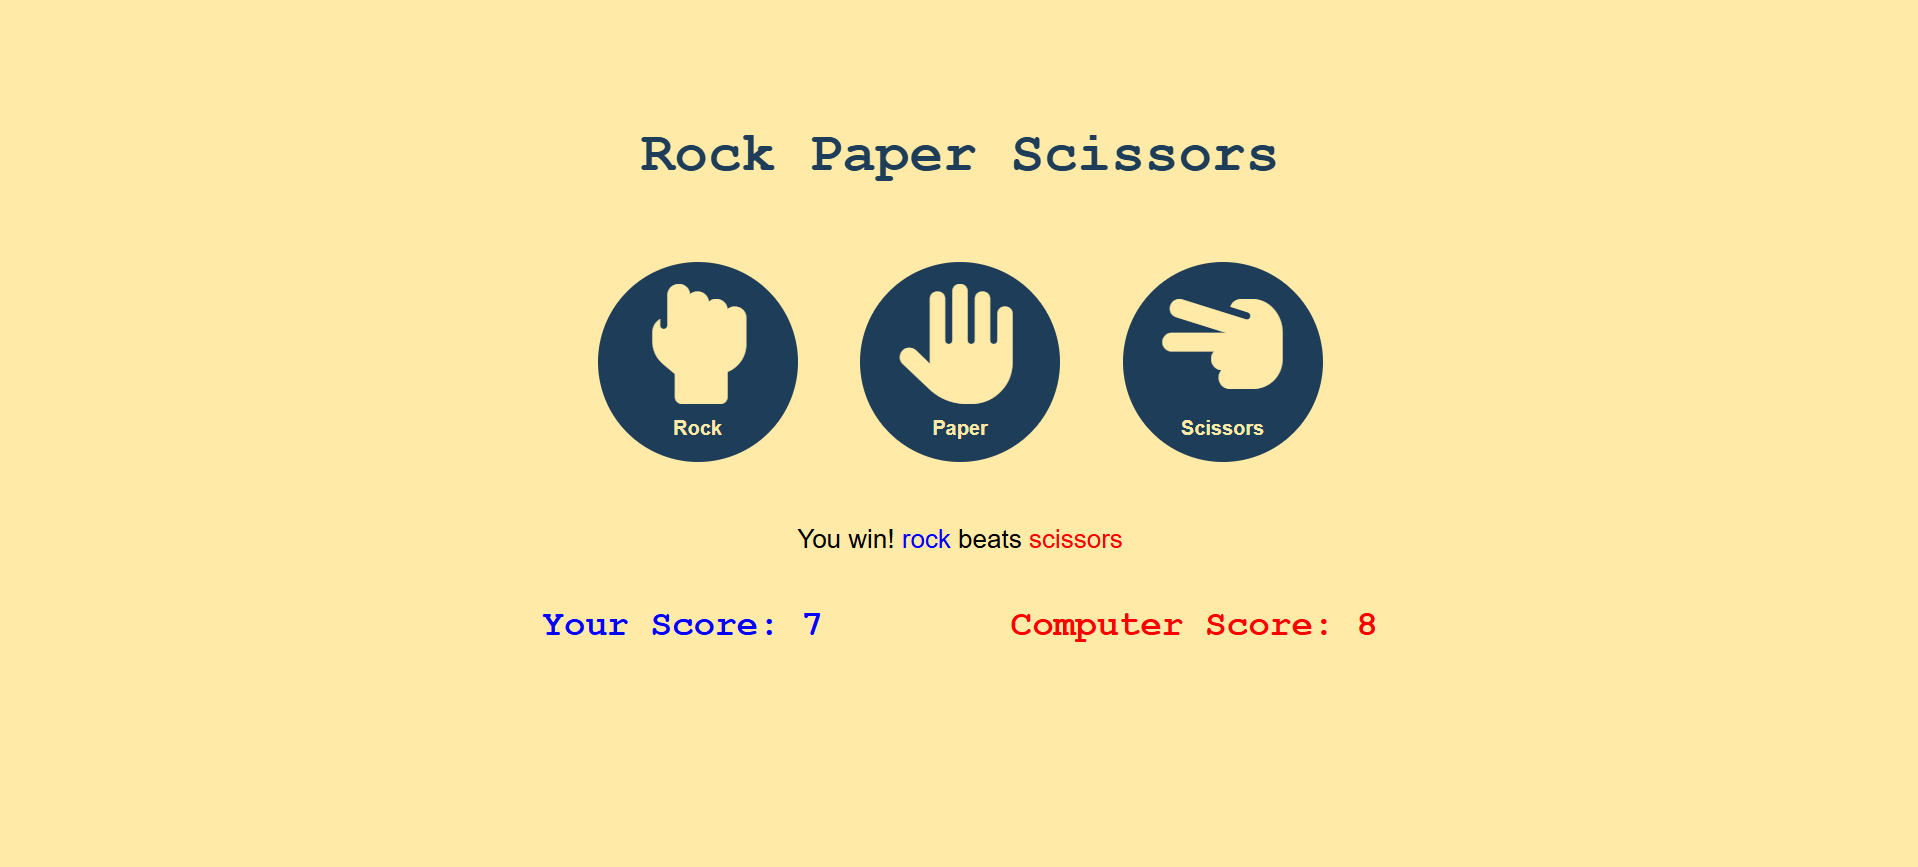 Rock Paper Scissors
Rock
Paper
Scissors
You win! rock beats scissors
Your Score: 7
Computer Score: 8